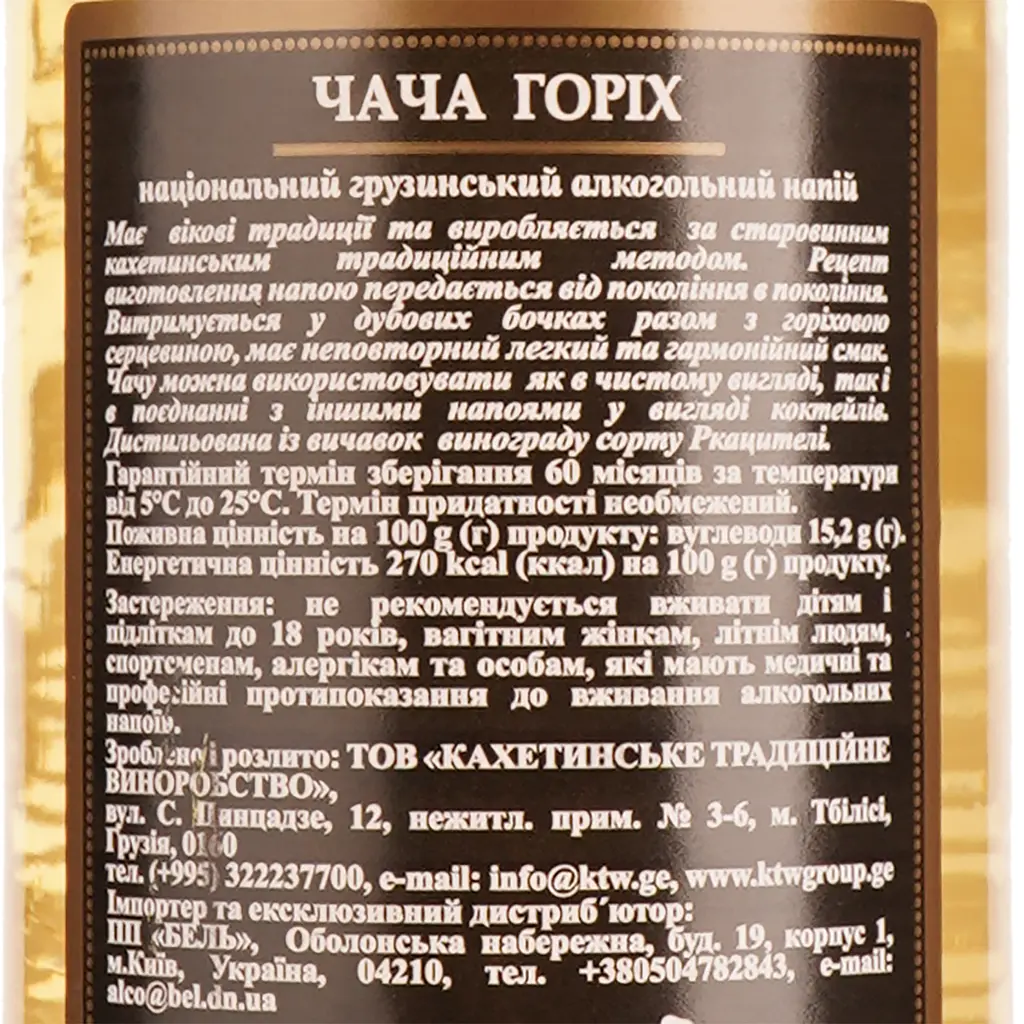 ЧАЧА ГОРІХ
національний грузинський алкогольний напій
Має вікові традиції та виробляється за старовинним
кахетинським традиційним методом. Рецепт
виготовлення напою передається від покоління в покоління.
Витримується у дубових бочках разом з горіховою
серцевиною, має неповторний легкий та гармонійний смак.
Чачу можна використовувати як в чистому вигляді, так і
в поєднанні з іншими напоями у вигляді коктейлів.
Дистильована із вичавок винограду сорту Ркацителі.
Гарантійний термін зберігання 60 місяців за температури
від 5°C до 25°C. Термін придатності необмежений.
Поживна цінність на 100 g (г) продукту: вуглеводи 15,2 g (г).
Енергетична цінність 270 kcal (ккал) на 100 g (г) продукту.
Застереження: не рекомендується вживати дітям і
підліткам до 18 років, вагітним жінкам, літнім людям,
спортсменам, алергікам та особам, які мають медичні та
професійні протипоказання до вживання алкогольних
напоїв.
Зроблено і розлито: ТОВ «КАХЕТИНСЬКЕ ТРАДИЦІЙНЕ
ВИНОРОБСТВО»,
вул. С. Цинцадзе, 12, нежитл. прим. № 3-6, м. Тбілісі,
Грузія, 0160
тел. (+995) 322237700, e-mail: info@ktw.ge, www.ktwgroup.ge
Імпортер та ексклюзивний дистриб´ютор:
ПП «БЕЛЬ», Оболонська набережна, буд. 19, корпус 1,
м.Київ, Україна, 04210, тел. +380504782843, e-mail:
alco@bel.dn.ua